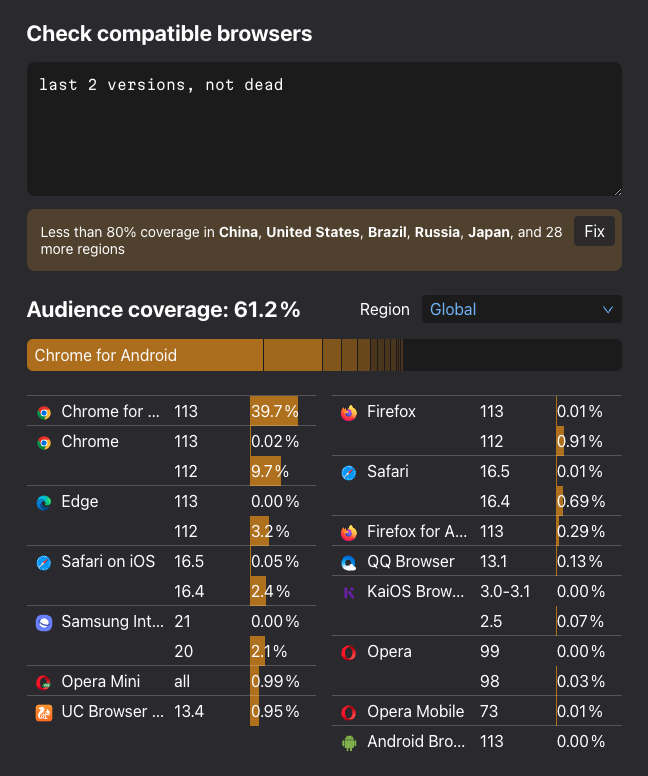 Check compatible browsers
last 2 versions, not dead
Less than 80% coverage in China, United States, Brazil, Russia, Japan, and 28
more regions
Fix
Audience coverage: 61.2%
Region
Global
Chrome for Android
Chrome for ... 113 39.7%
Chrome 113 0.02%
112 9.7%
Edge 113 0.00%
112 3.2%
Safari on iOS 16.5 0.05%
16.4 2.4%
Samsung Int... 21 0.00%
20 2.1%
Opera Mini all 0.99%
UC Browser ... 13.4 0.95%
Firefox 113 0.01%
112 0.91%
Safari 16.5 0.01%
16.4 0.69%
Firefox for A... 113 0.29%
QQ Browser 13.1 0.13%
KaiOS Brow... 3.0-3.1 0.00%
2.5 0.07%
Opera 99 0.00%
98 0.03%
Opera Mobile 73 0.01%
Android Bro... 113 0.00%